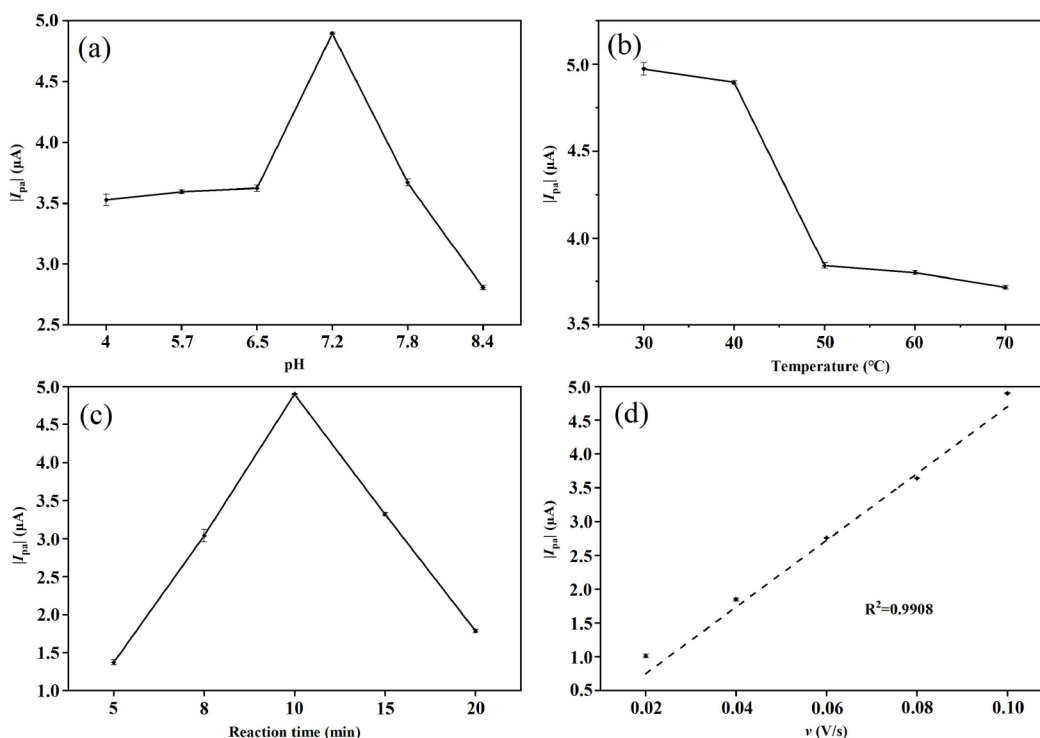 (a)
|Ipa| (μA)
5.0
4.5
4.0
3.5
3.0
2.5
4 5.7 6.5 7.2 7.8 8.4
pH
(b)
|Ipa| (μA)
5.0
4.5
4.0
3.5
30 40 50 60 70
Temperature (°C)
(c)
|Ipa| (μA)
5.0
4.5
4.0
3.5
3.0
2.5
2.0
1.5
1.0
5 8 10 15 20
Reaction time (min)
(d)
|Ipa| (μA)
5.0
4.5
4.0
3.5
3.0
2.5
2.0
1.5
1.0
0.5
R²=0.9908
0.02 0.04 0.06 0.08 0.10
v (V/s)